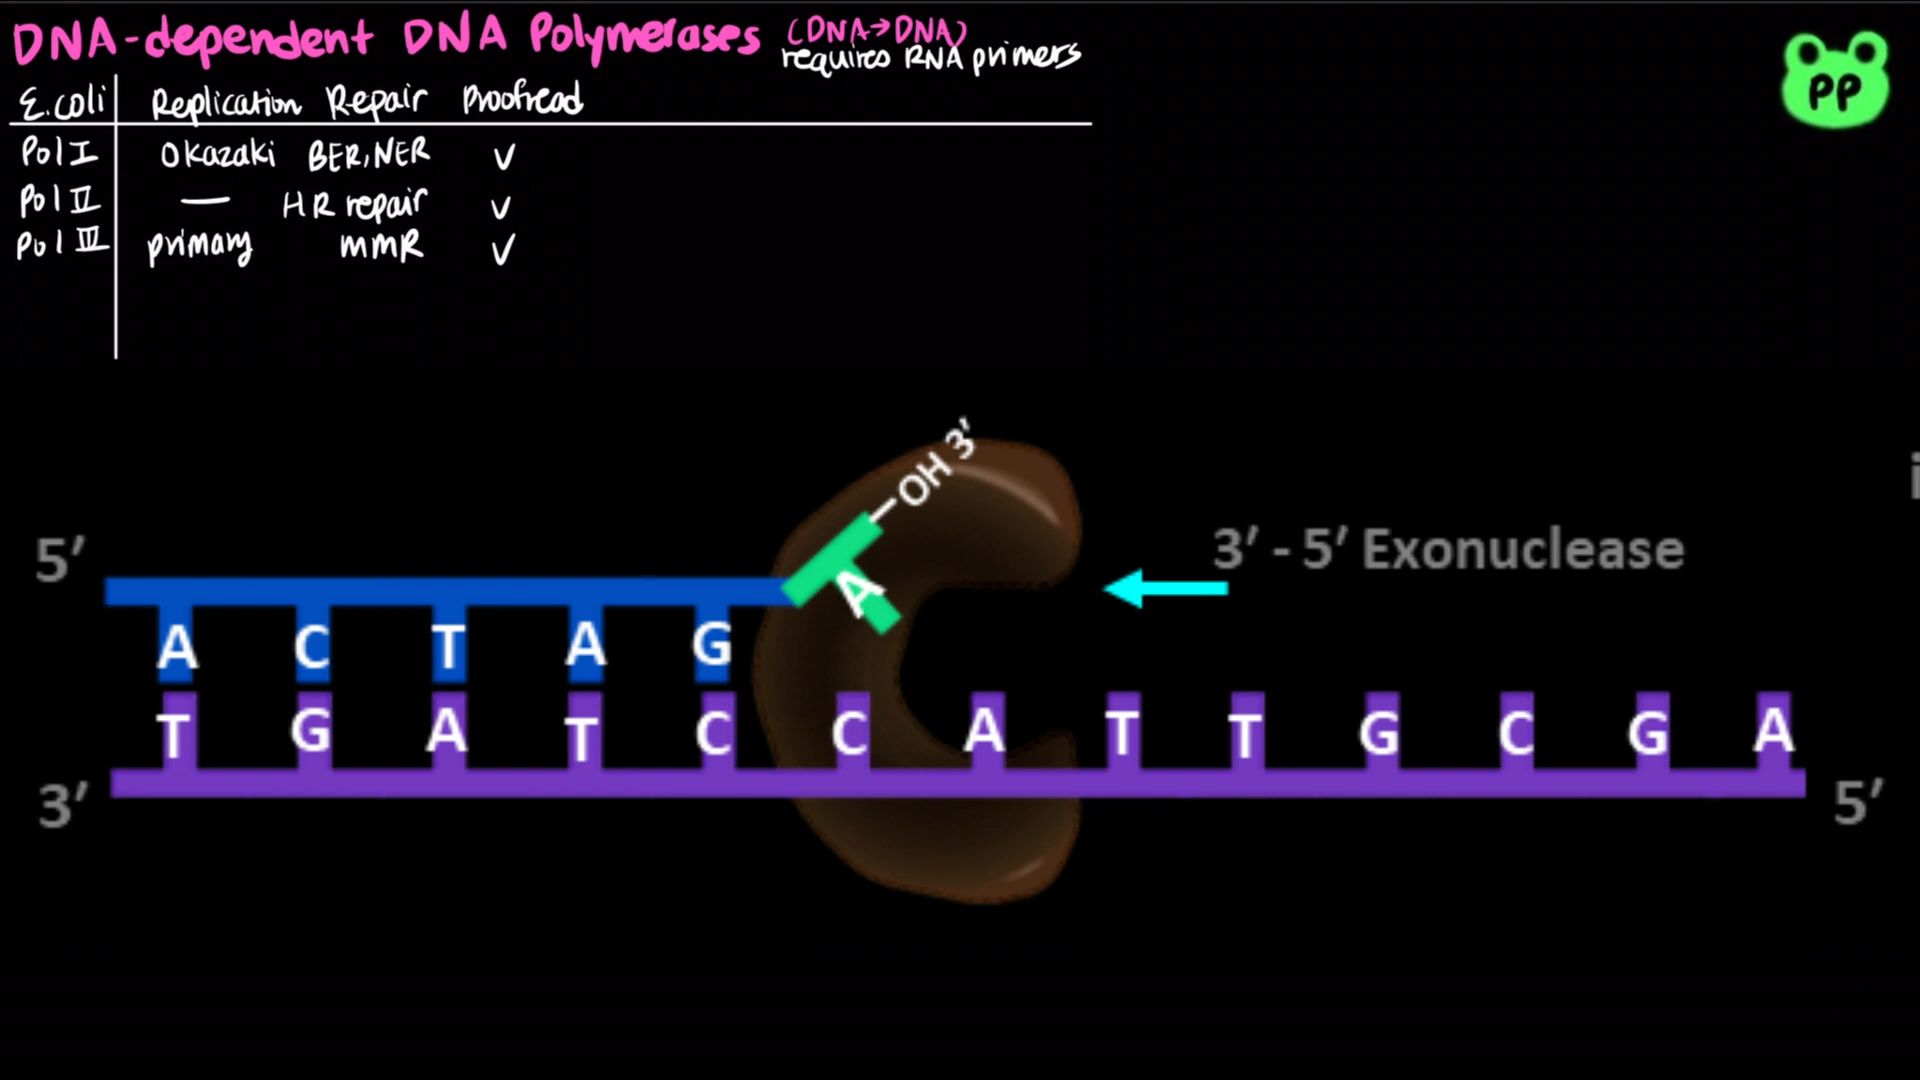 DNA-dependent DNA Polymerases (DNA→DNA)
requires RNA primers
PP
E.coli Replication Repair Proofread
Pol I Okazaki BER, NER ✓
Pol II — HR repair ✓
Pol III primary MMR ✓
OH 3′
3′ - 5′ Exonuclease
5′
A
A C T A G
T G A T C C A T T G C G A
3′ 5′